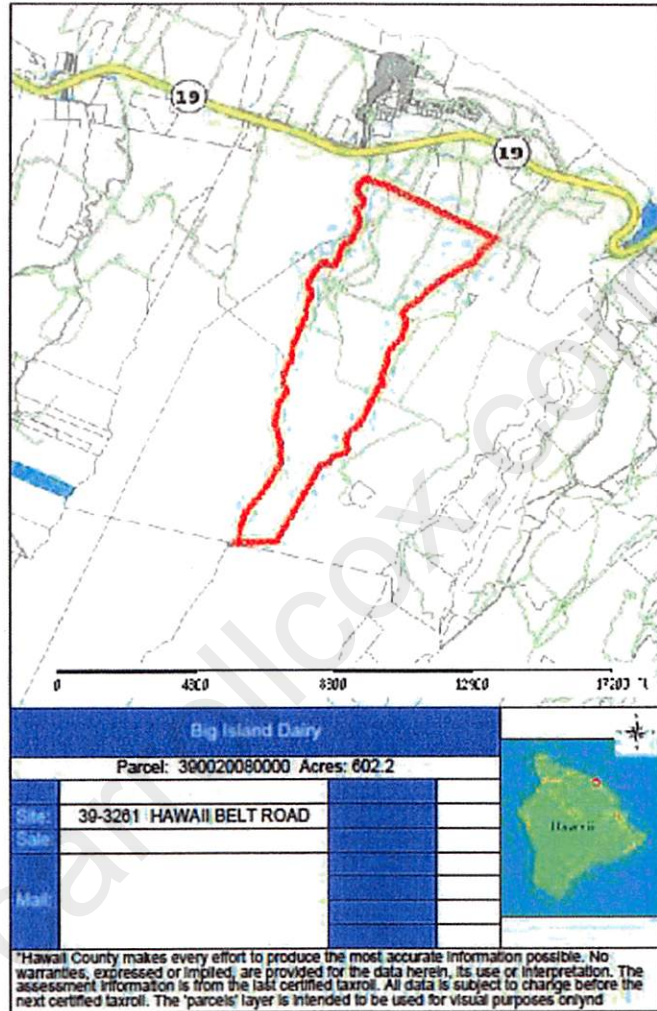 19
19
0 4300 8600 12900 17200 ft
Big Island Dairy
Parcel: 390020080000 Acres: 602.2
Site: 39-3261 HAWAII BELT ROAD
Sale:
Mail:
Hawaii
"Hawaii County makes every effort to produce the most accurate information possible. No
warranties, expressed or implied, are provided for the data herein, its use or interpretation. The
assessment information is from the last certified taxroll. All data is subject to change before the
next certified taxroll. The 'parcels' layer is intended to be used for visual purposes onlynd